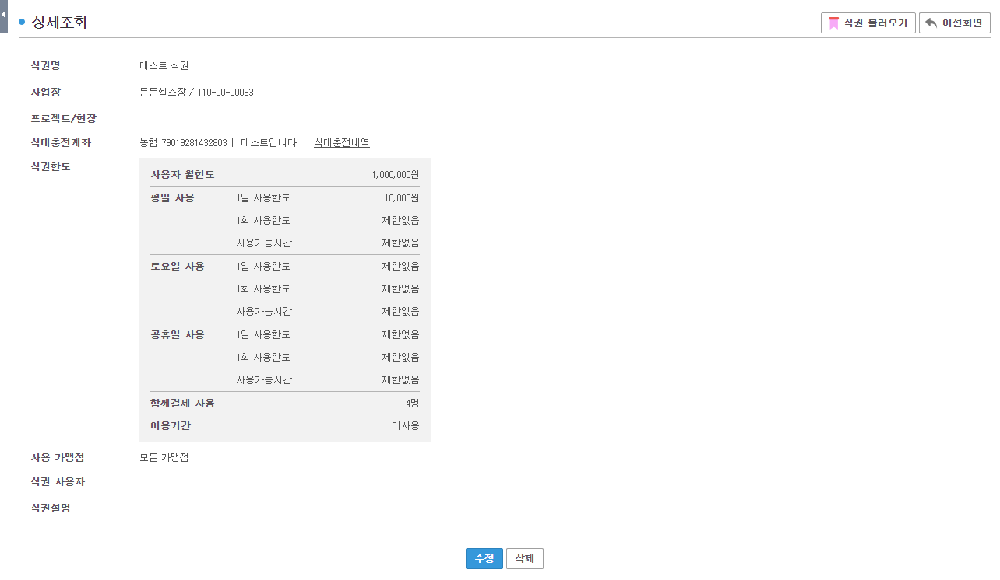 상세조회
식권 불러오기
이전화면
식권명 테스트 식권
사업장 든든헬스장 / 110-00-00063
프로젝트/현장
식대충전계좌 농협 79019281432803 | 테스트입니다. 식대충전내역
식권한도
사용자 월한도 1,000,000원
평일 사용 1일 사용한도 10,000원
1회 사용한도 제한없음
사용가능시간 제한없음
토요일 사용 1일 사용한도 제한없음
1회 사용한도 제한없음
사용가능시간 제한없음
공휴일 사용 1일 사용한도 제한없음
1회 사용한도 제한없음
사용가능시간 제한없음
함께결제 사용 4명
이용기간 미사용
사용 가맹점 모든 가맹점
식권 사용자
식권설명
수정 삭제